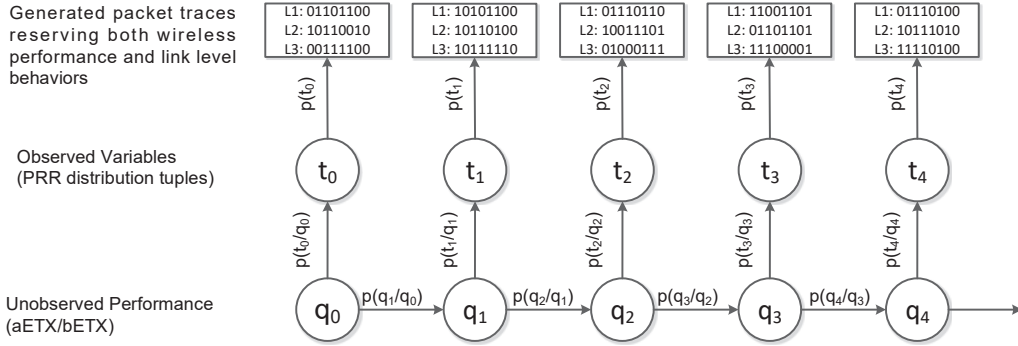 Generated packet traces
reserving both wireless
performance and link level
behaviors
L1: 01101100
L2: 10110010
L3: 00111100
L1: 10101100
L2: 10110100
L3: 10111110
L1: 01110110
L2: 10011101
L3: 01000111
L1: 11001101
L2: 01101101
L3: 11100001
L1: 01110100
L2: 10111010
L3: 11110100
p(t0)
p(t1)
p(t2)
p(t3)
p(t4)
Observed Variables
(PRR distribution tuples)
t0
t1
t2
t3
t4
p(t0/q0)
p(t1/q1)
p(t2/q2)
p(t3/q3)
p(t4/q4)
Unobserved Performance
(aETX/bETX)
q0
p(q1/q0)
q1
p(q2/q1)
q2
p(q3/q2)
q3
p(q4/q3)
q4